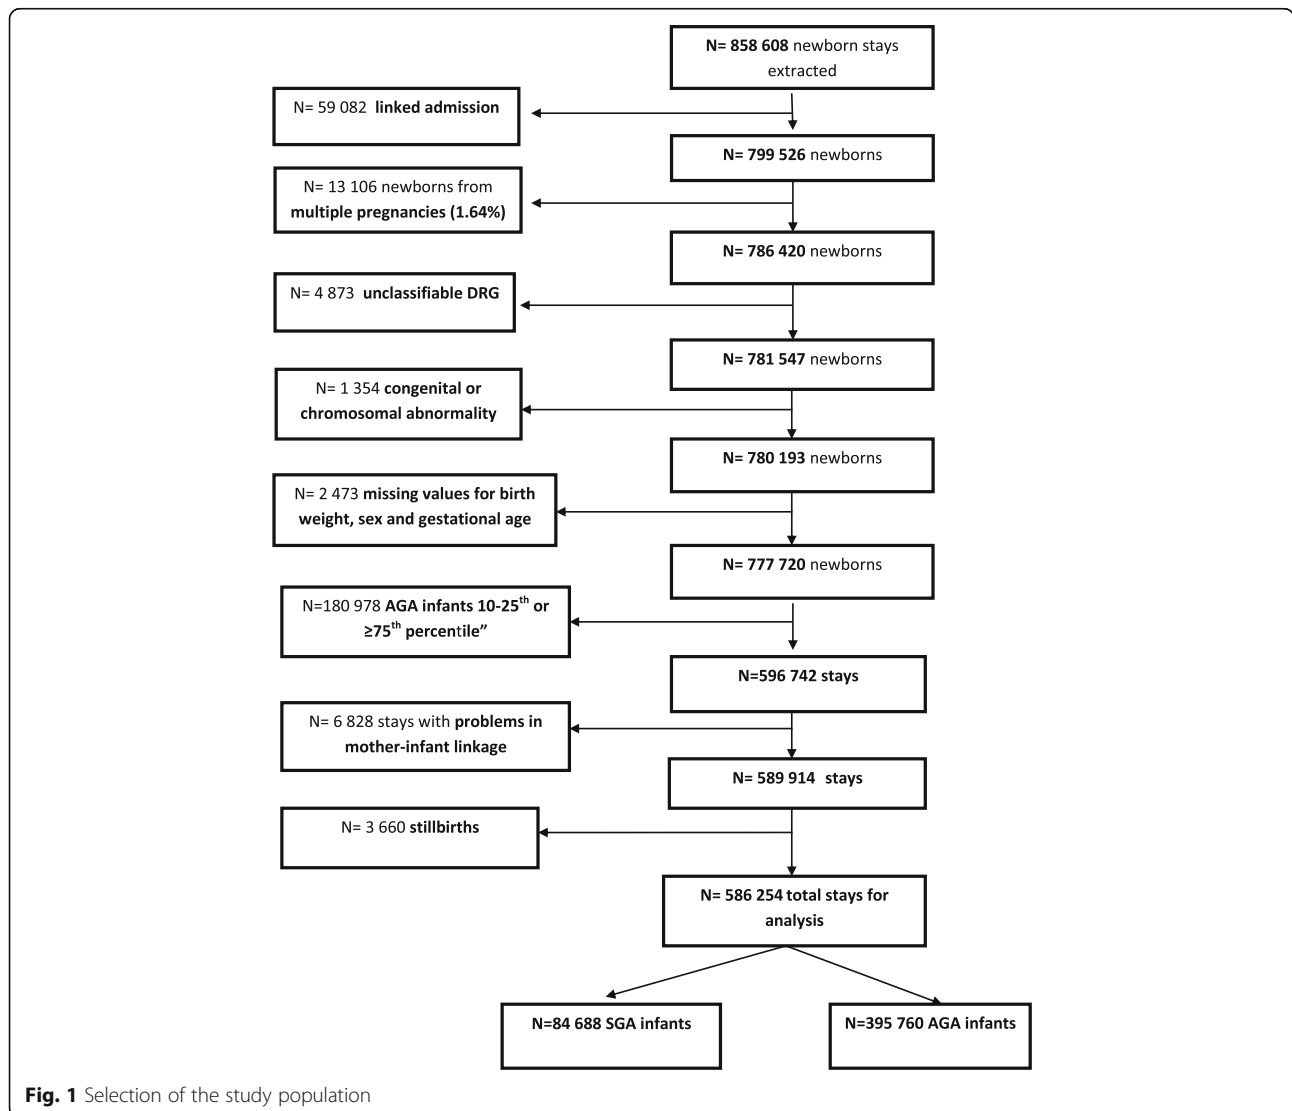 N= 858 608 newborn stays
extracted
N= 59 082 linked admission
N= 799 526 newborns
N= 13 106 newborns from
multiple pregnancies (1.64%)
N= 786 420 newborns
N= 4 873 unclassifiable DRG
N= 781 547 newborns
N= 1 354 congenital or
chromosomal abnormality
N= 780 193 newborns
N= 2 473 missing values for birth
weight, sex and gestational age
N= 777 720 newborns
N=180 978 AGA infants 10-25th or
≥75th percentile”
N=596 742 stays
N= 6 828 stays with problems in
mother-infant linkage
N= 589 914 stays
N= 3 660 stillbirths
N= 586 254 total stays for
analysis
N=84 688 SGA infants
N=395 760 AGA infants
Fig. 1 Selection of the study population